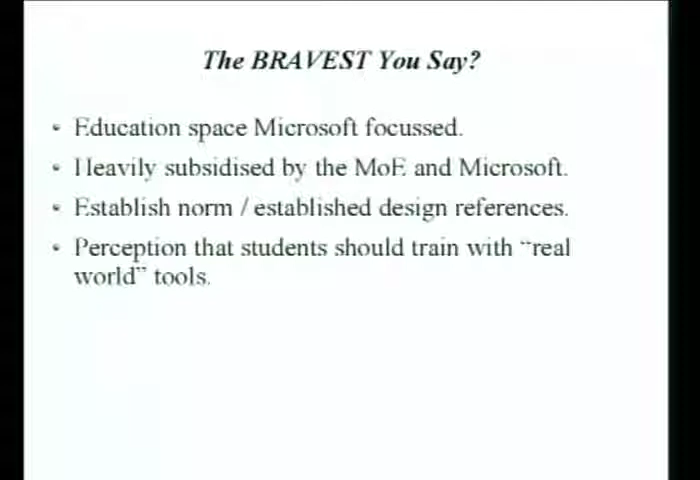 The BRAVEST You Say?
• Education space Microsoft focussed.
• Heavily subsidised by the MoE and Microsoft.
• Establish norm / established design references.
• Perception that students should train with “real
world” tools.